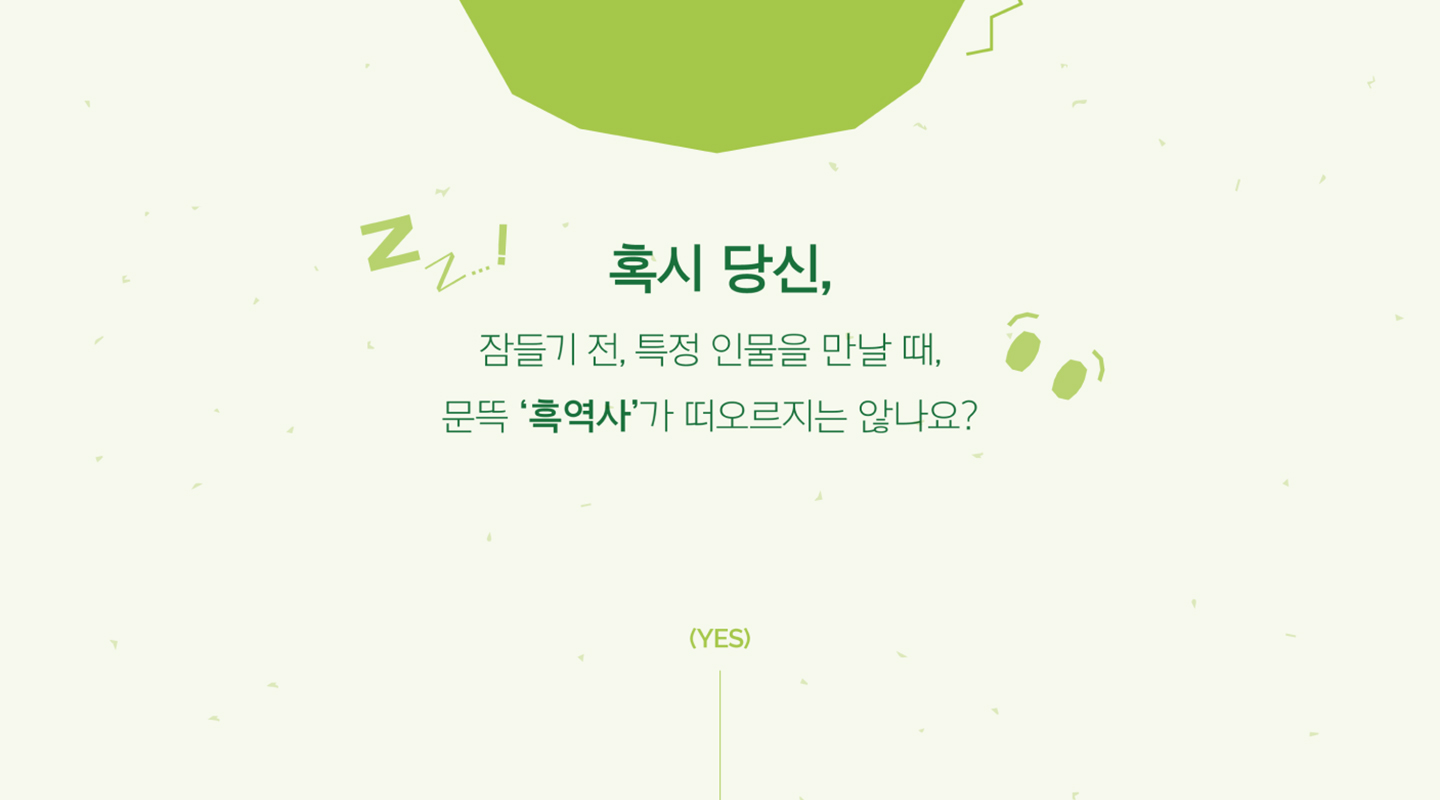 Zz...!
혹시 당신,
잠들기 전, 특정 인물을 만날 때,
문뜩 ‘흑역사’가 떠오르지는 않나요?
(YES)